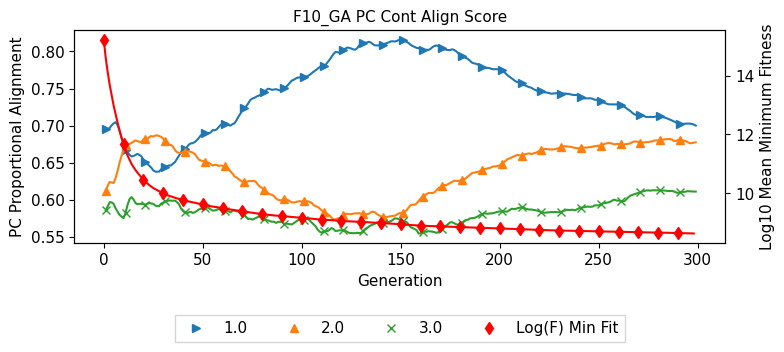 F10_GA PC Cont Align Score
PC Proportional Alignment
0.80
0.75
0.70
0.65
0.60
0.55
14
12
10
Log10 Mean Minimum Fitness
0 50 100 150 200 250 300
Generation
1.0 2.0 3.0 Log(F) Min Fit